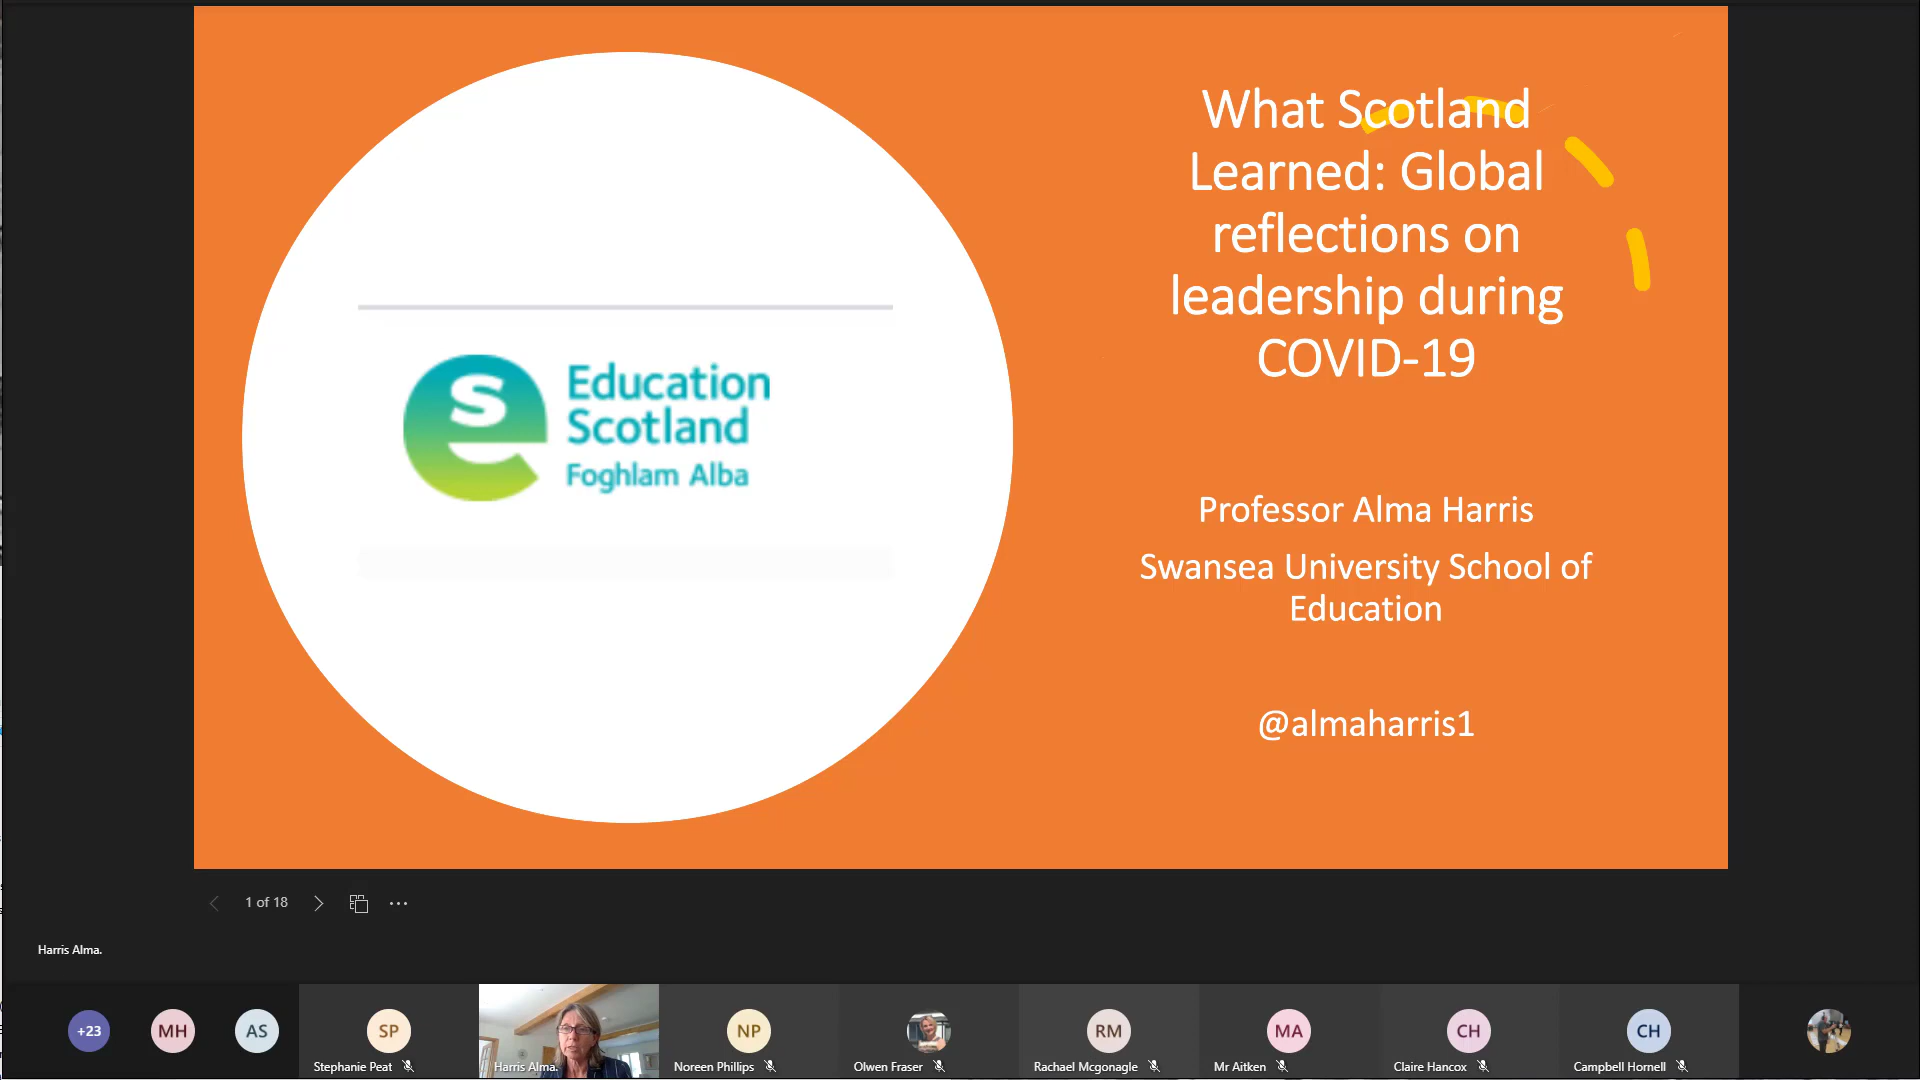 What Scotland
Learned: Global
reflections on
leadership during
COVID-19
Professor Alma Harris
Swansea University School of
Education
@almaharris1
Education
Scotland
Foghlam Alba
1 of 18
Harris Alma.
+23
MH
AS
SP
Stephanie Peat
Harris Alma.
NP
Noreen Phillips
Olwen Fraser
RM
Rachael Mcgonagle
MA
Mr Aitken
CH
Claire Hancox
CH
Campbell Hornell